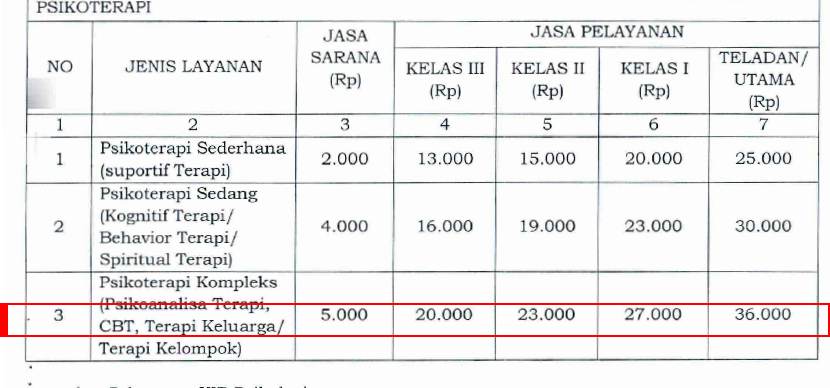 PSIKOTERAPI
NO
JENIS LAYANAN
JASA
SARANA
(Rp)
JASA PELAYANAN
KELAS III
(Rp)
KELAS II
(Rp)
KELAS I
(Rp)
TELADAN/
UTAMA
(Rp)
1 2 3 4 5 6 7
1
Psikoterapi Sederhana
(suportif Terapi)
2.000 13.000 15.000 20.000 25.000
2
Psikoterapi Sedang
(Kognitif Terapi/
Behavior Terapi/
Spiritual Terapi)
4.000 16.000 19.000 23.000 30.000
3
Psikoterapi Kompleks
(Psikoanalisa Terapi,
CBT, Terapi Keluarga/
Terapi Kelompok)
5.000 20.000 23.000 27.000 36.000